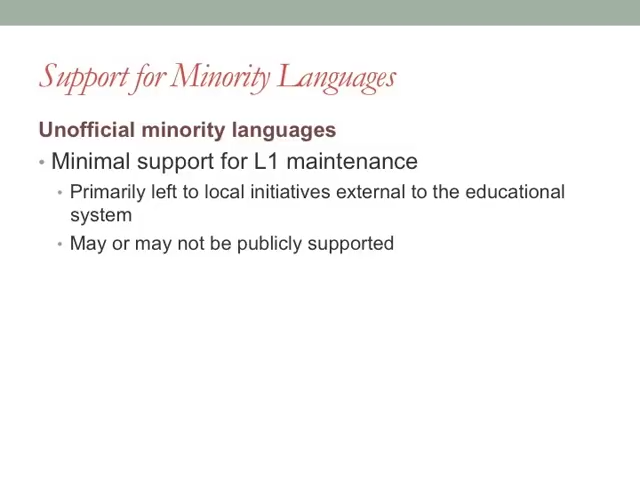 Support for Minority Languages
Unofficial minority languages
• Minimal support for L1 maintenance
• Primarily left to local initiatives external to the educational
system
• May or may not be publicly supported